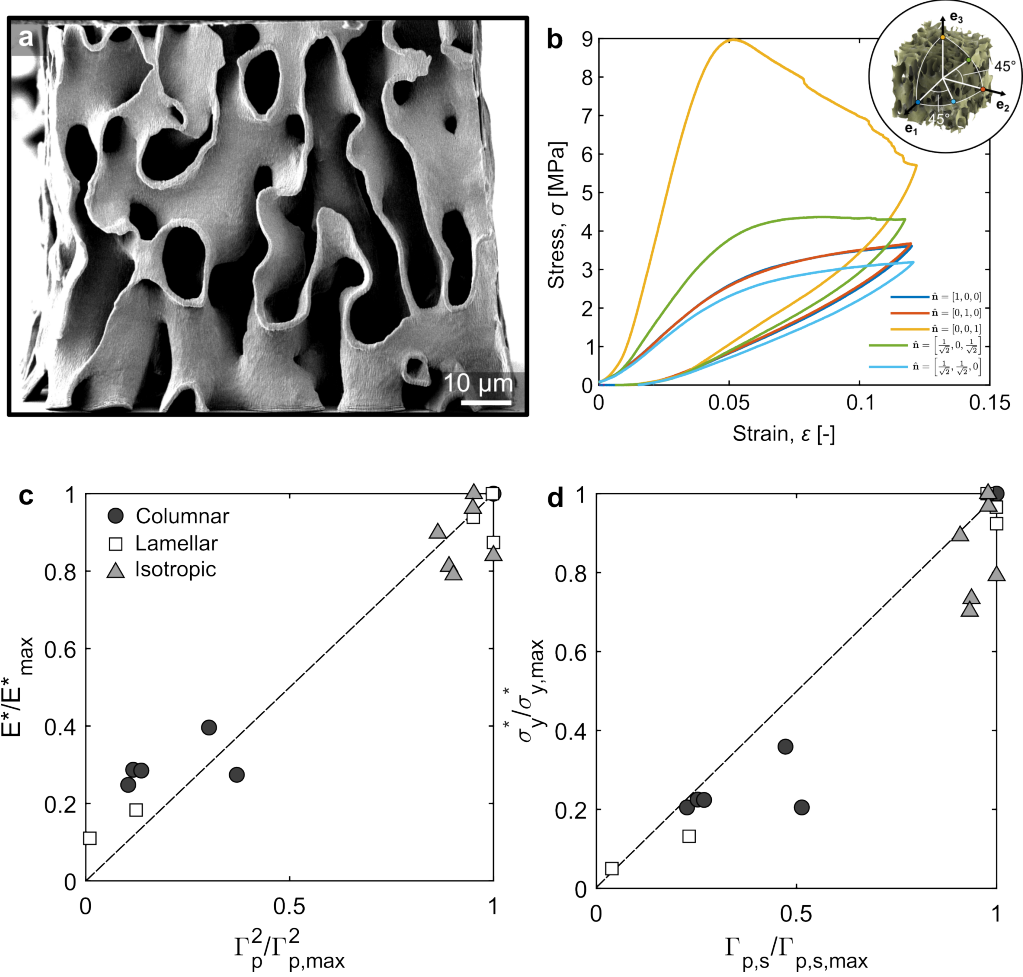 a
10 µm
b
9
8
7
6
5
4
3
2
1
0
Stress, σ [MPa]
0
0.05
0.1
0.15
Strain, ε [-]
e₃
45°
e₂
45°
e₁
n̂ = [1, 0, 0]
n̂ = [0, 1, 0]
n̂ = [0, 0, 1]
n̂ = [1/√2, 0, 1/√2]
n̂ = [1/√2, 1/√2, 0]
c
1
0.8
0.6
0.4
0.2
0
E*/E*max
Columnar
Lamellar
Isotropic
0
0.5
1
Γp²/Γ²p,max
d
1
0.8
0.6
0.4
0.2
0
σy*/σy,max*
0
0.5
1
Γp,s/Γp,s,max